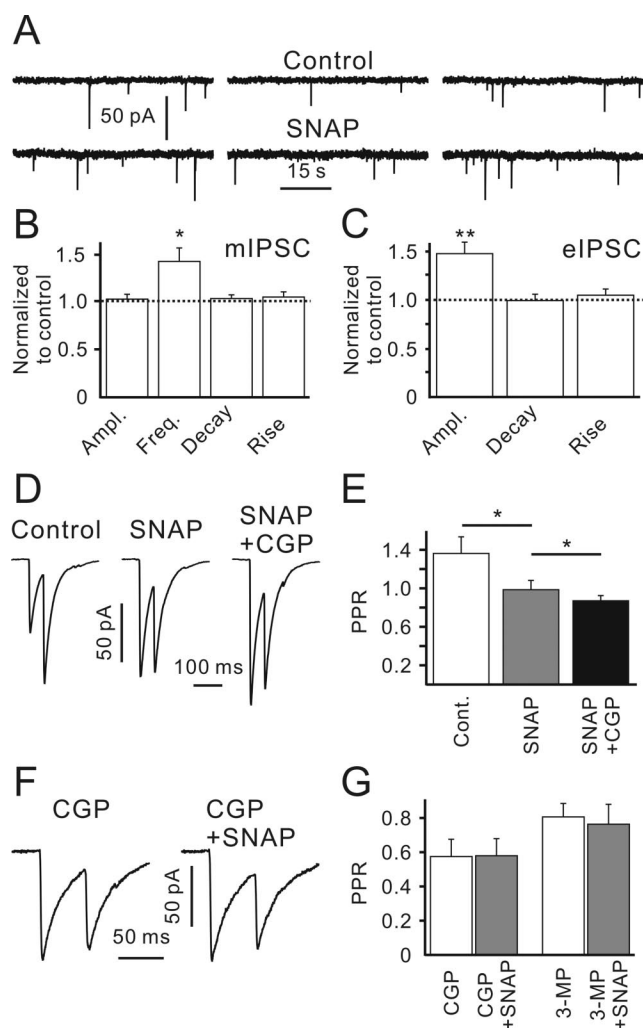 A
Control
50 pA
SNAP
15 s
B
mIPSC
*
1.5
1.0
0.5
0
Normalized
to control
Ampl.
Freq.
Decay
Rise
C
eIPSC
**
1.5
1.0
0.5
0
Normalized
to control
Ampl.
Decay
Rise
D
Control
SNAP
SNAP
+CGP
50 pA
100 ms
E
*
*
1.4
1.0
0.6
0.2
PPR
Cont.
SNAP
SNAP
+CGP
F
CGP
CGP
+SNAP
50 pA
50 ms
G
0.8
0.6
0.4
0.2
0
PPR
CGP
CGP
+SNAP
3-MP
3-MP
+SNAP